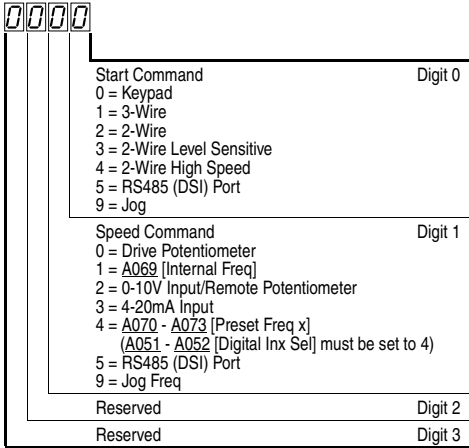 0000
Start Command Digit 0
0 = Keypad
1 = 3-Wire
2 = 2-Wire
3 = 2-Wire Level Sensitive
4 = 2-Wire High Speed
5 = RS485 (DSI) Port
9 = Jog
Speed Command Digit 1
0 = Drive Potentiometer
1 = A069 [Internal Freq]
2 = 0-10V Input/Remote Potentiometer
3 = 4-20mA Input
4 = A070 - A073 [Preset Freq x]
(A051 - A052 [Digital Inx Sel] must be set to 4)
5 = RS485 (DSI) Port
9 = Jog Freq
Reserved Digit 2
Reserved Digit 3